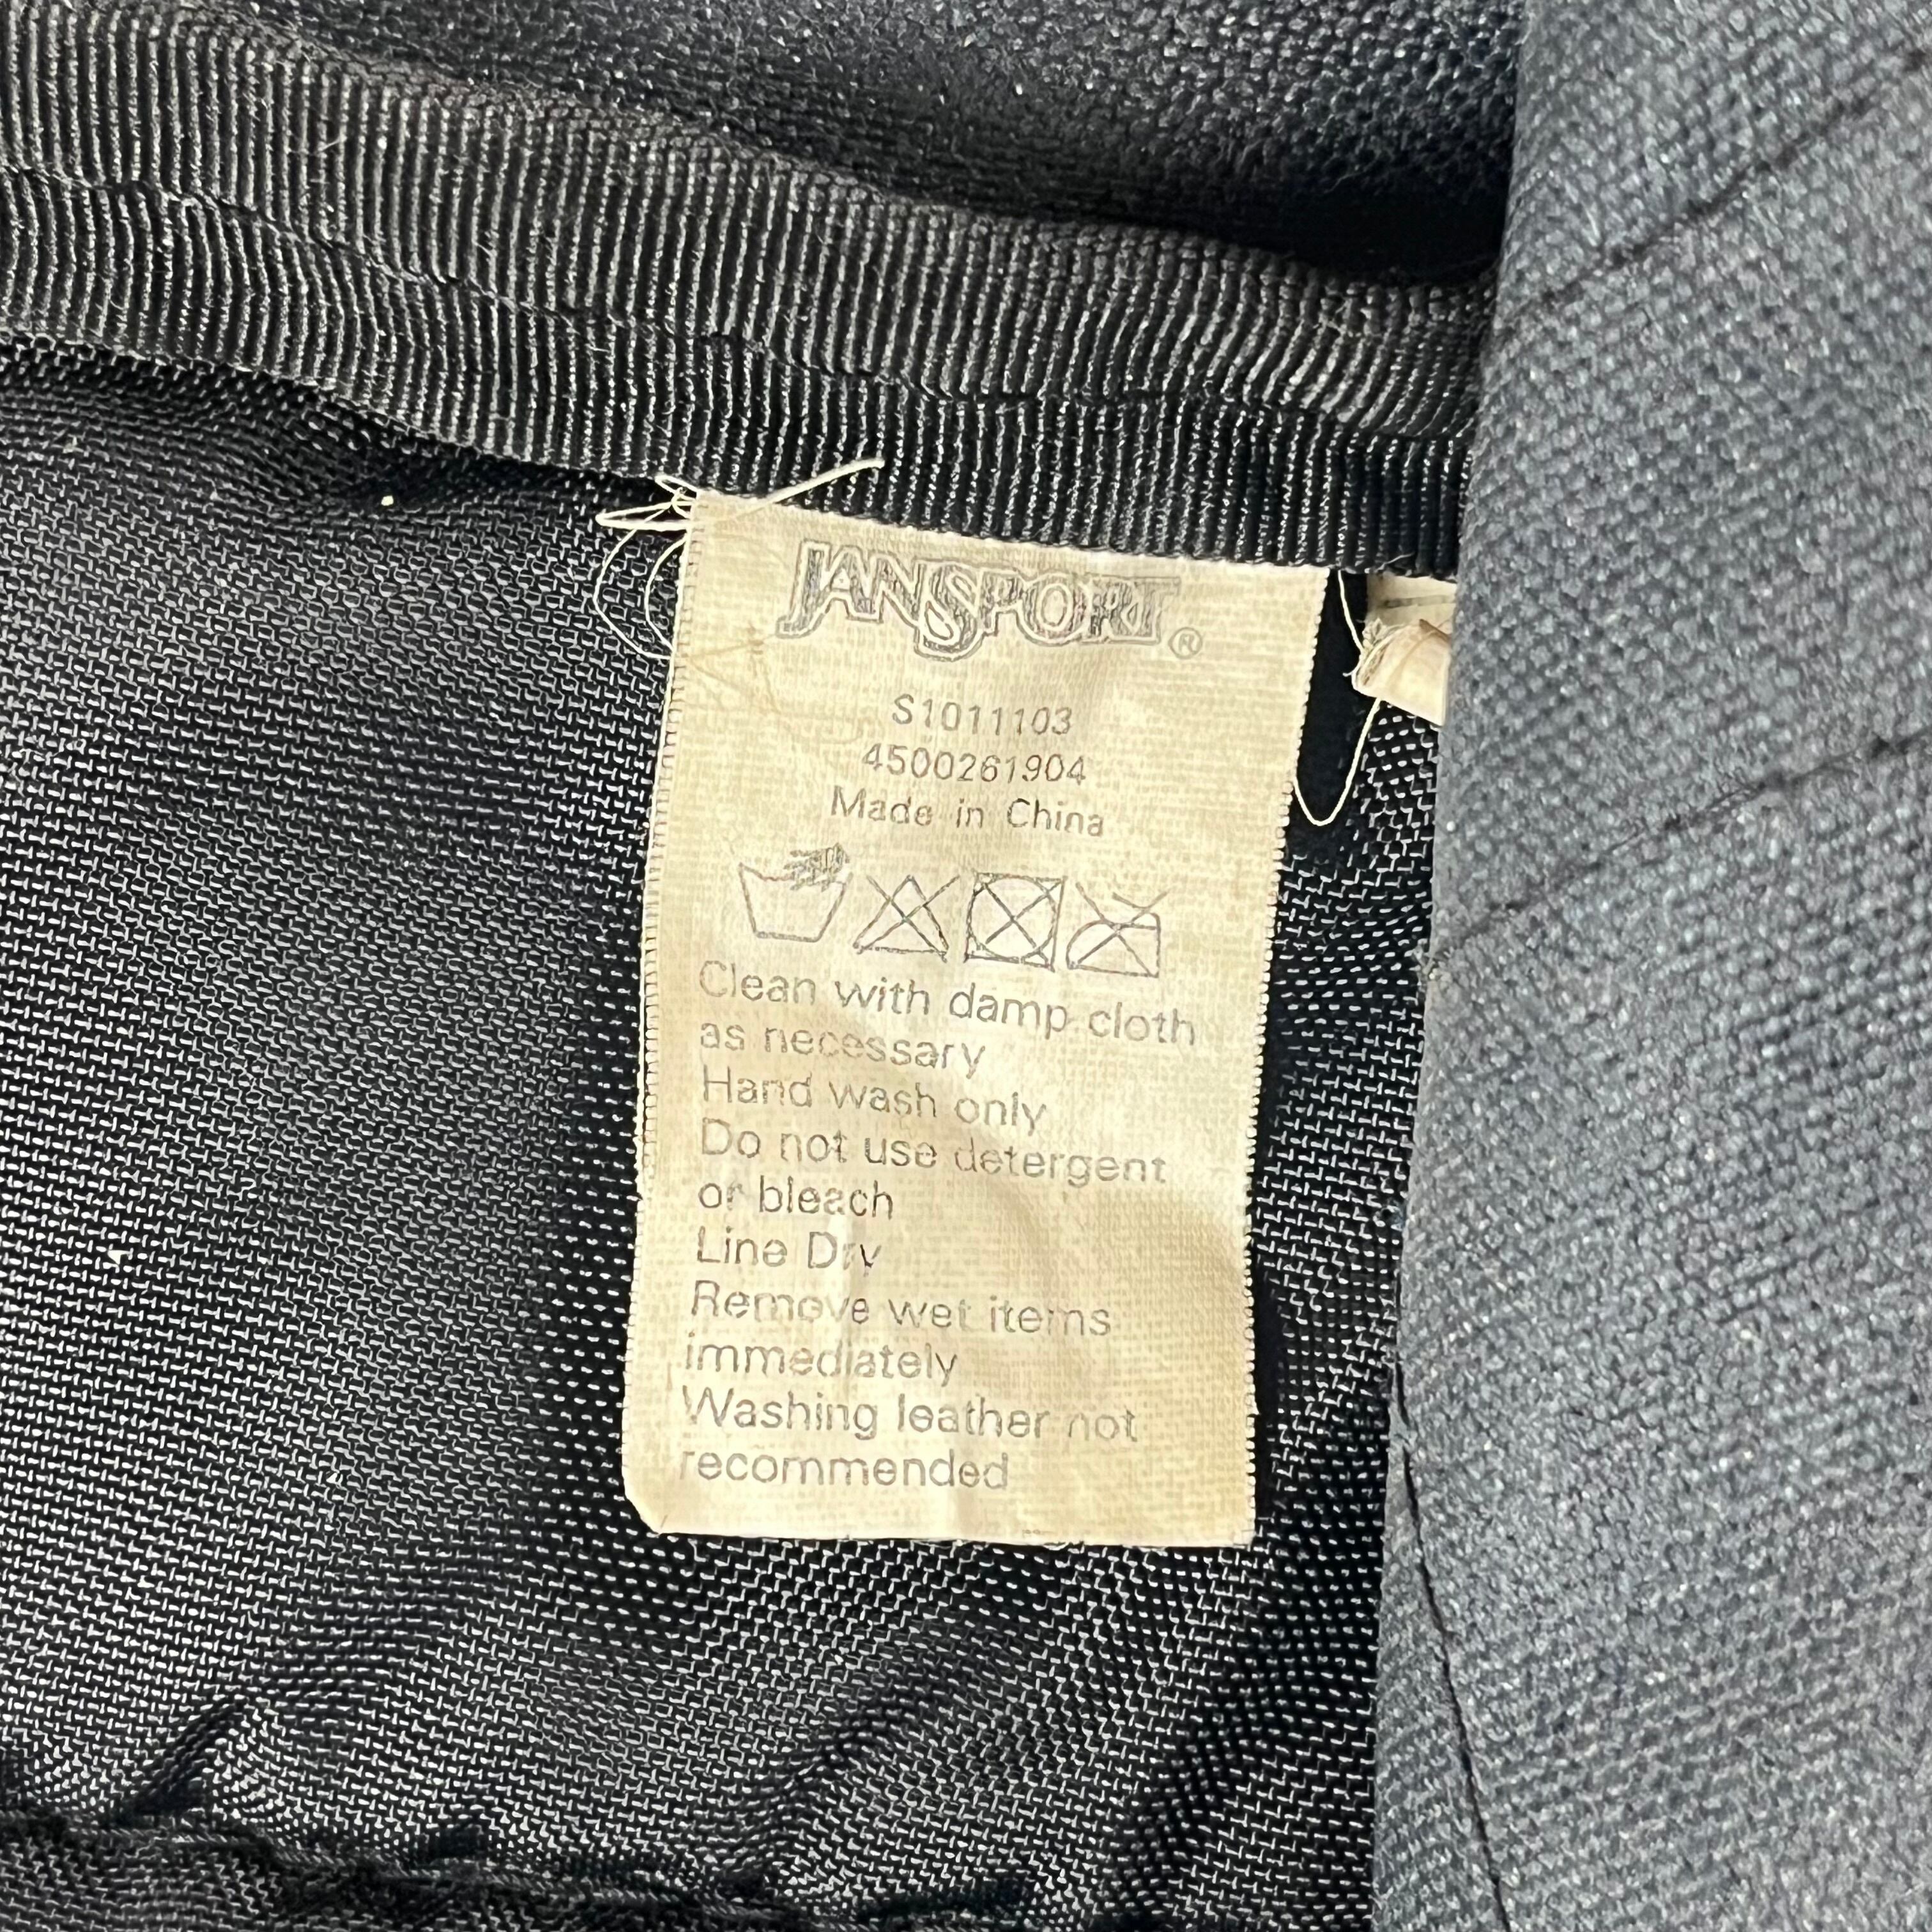 JANSPORT®
S1011103
4500261904
Made in China
Clean with damp cloth
as necessary
Hand wash only
Do not use detergent
or bleach
Line Dry
Remove wet items
immediately
Washing leather not
recommended